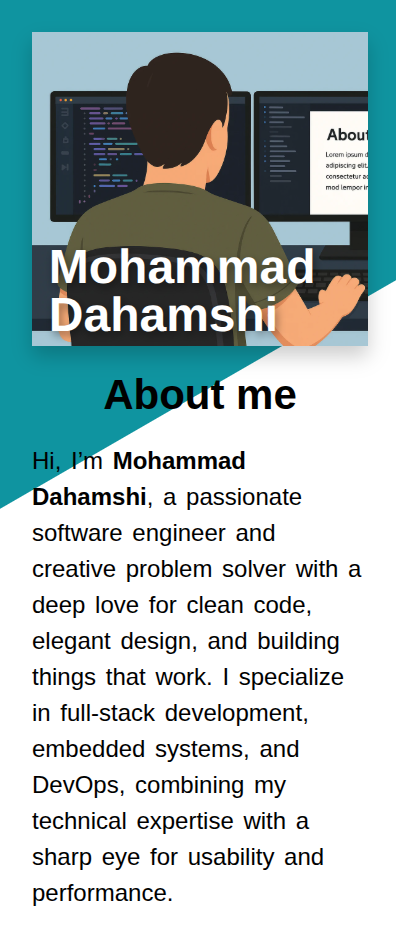 About
Lorem ipsum d
adipiscing elit.
consectetur a
mod tempor in
Mohammad
Dahamshi
About me
Hi, I’m Mohammad
Dahamshi, a passionate
software engineer and
creative problem solver with a
deep love for clean code,
elegant design, and building
things that work. I specialize
in full-stack development,
embedded systems, and
DevOps, combining my
technical expertise with a
sharp eye for usability and
performance.